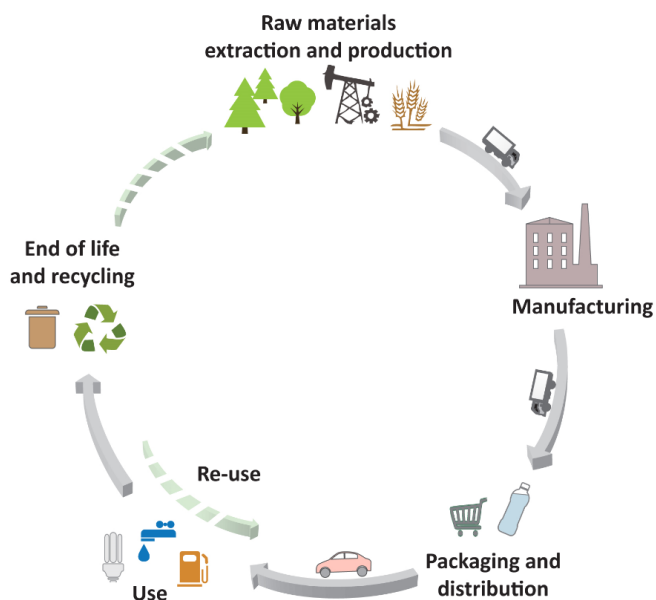 Raw materials
extraction and production
Manufacturing
Packaging and
distribution
Use
Re-use
End of life
and recycling